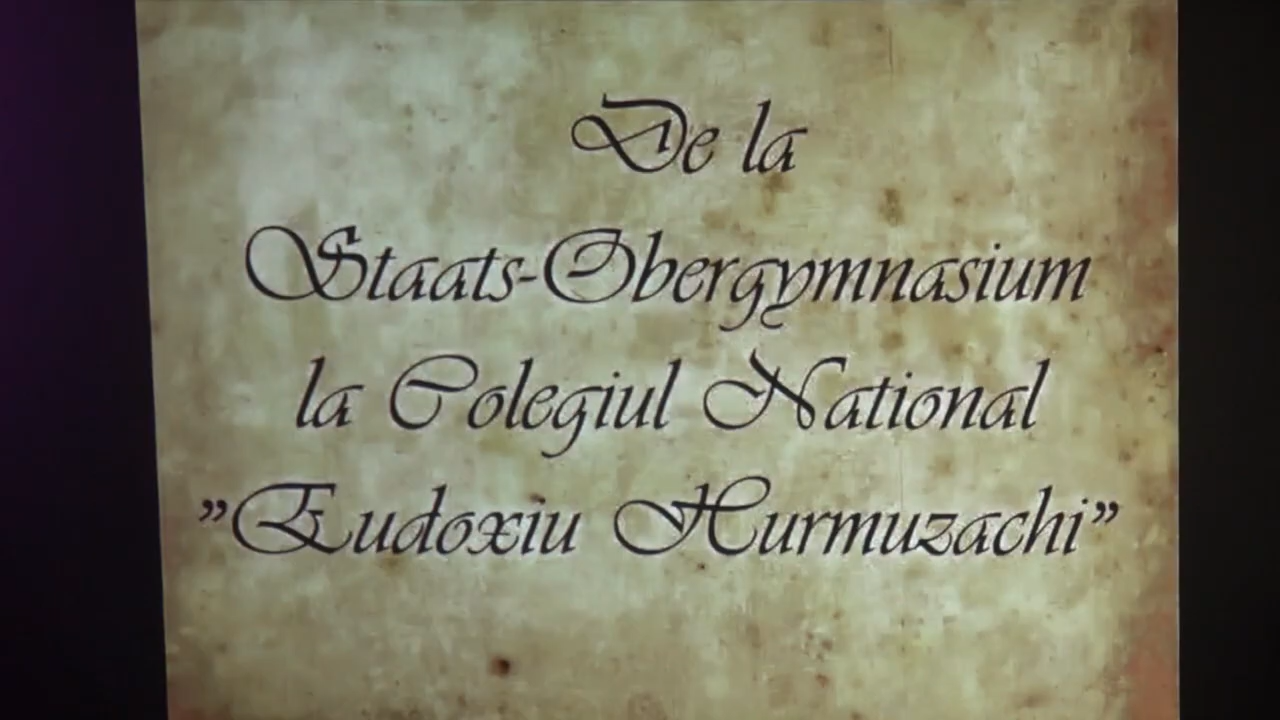 De la
Staats-Obergymnasium
la Colegiul National
”Eudoxiu Hurmuzachi”